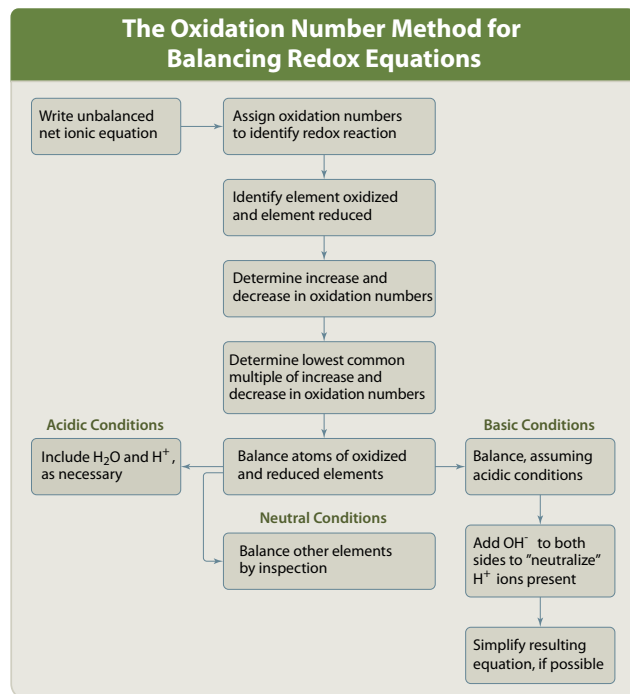 The Oxidation Number Method for
Balancing Redox Equations
Write unbalanced
net ionic equation
Assign oxidation numbers
to identify redox reaction
Identify element oxidized
and element reduced
Determine increase and
decrease in oxidation numbers
Determine lowest common
multiple of increase and
decrease in oxidation numbers
Acidic Conditions
Include H₂O and H⁺,
as necessary
Balance atoms of oxidized
and reduced elements
Basic Conditions
Balance, assuming
acidic conditions
Neutral Conditions
Balance other elements
by inspection
Add OH⁻ to both
sides to "neutralize"
H⁺ ions present
Simplify resulting
equation, if possible